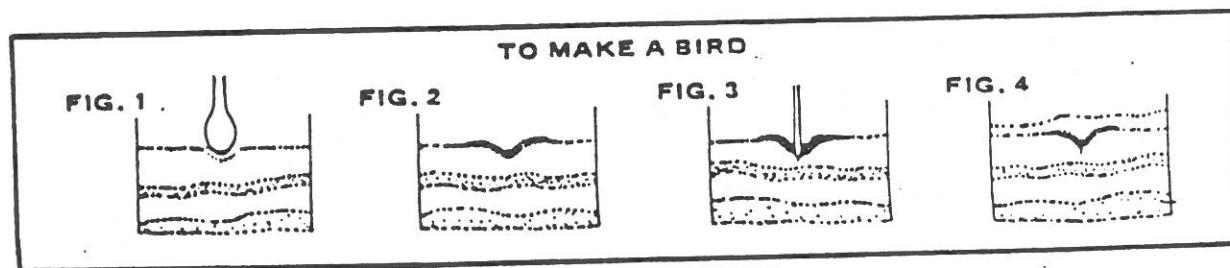 TO MAKE A BIRD
FIG. 1
FIG. 2
FIG. 3
FIG. 4